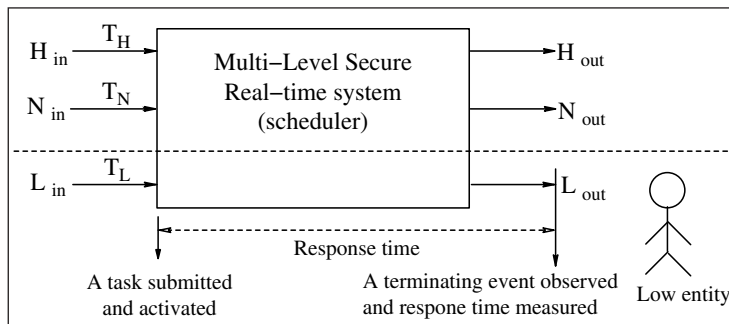 H in T_H H out
Multi-Level Secure
Real-time system
(scheduler)
N in T_N N out
L in T_L L out
Response time
A task submitted
and activated
A terminating event observed
and respone time measured
Low entity